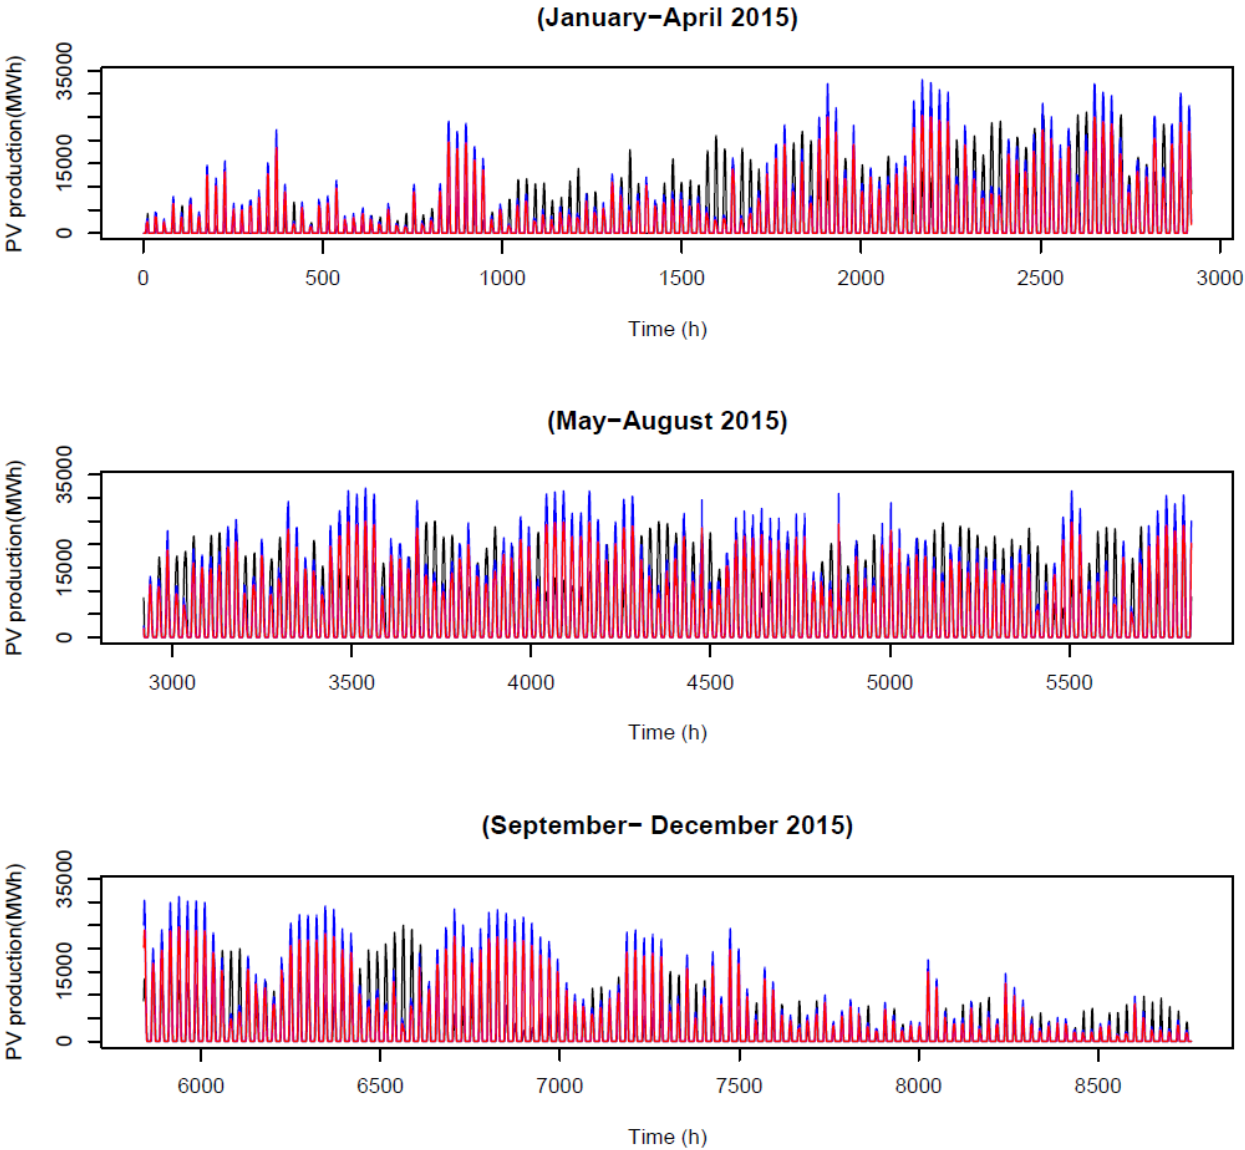 (January−April 2015)
PV production(MWh)
35000
15000
0
0 500 1000 1500 2000 2500 3000
Time (h)
(May−August 2015)
PV production(MWh)
35000
15000
0
3000 3500 4000 4500 5000 5500
Time (h)
(September− December 2015)
PV production(MWh)
35000
15000
0
6000 6500 7000 7500 8000 8500
Time (h)